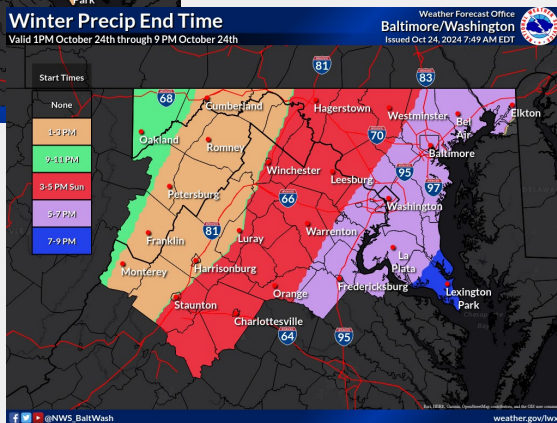 Park
Winter Precip End Time
Valid 1PM October 24th through 9 PM October 24th
Weather Forecast Office
Baltimore/Washington
Issued Oct 24, 2024 7:49 AM EDT
Start Times
None
1-3 PM
9-11 PM
3-5 PM Sun
5-7 PM
7-9 PM
81
83
68
Cumberland
Hagerstown
Westminster
Elkton
Bel
Air
Oakland
Romney
70
Baltimore
Winchester
Leesburg
95
97
Petersburg
66
Washington
Franklin
81
Luray
Warrenton
La
Plata
Monterey
Harrisonburg
Orange
Fredericksburg
Lexington
Park
Staunton
Charlottesville
64
95
@NWS_BaltWash
weather.gov/lwx